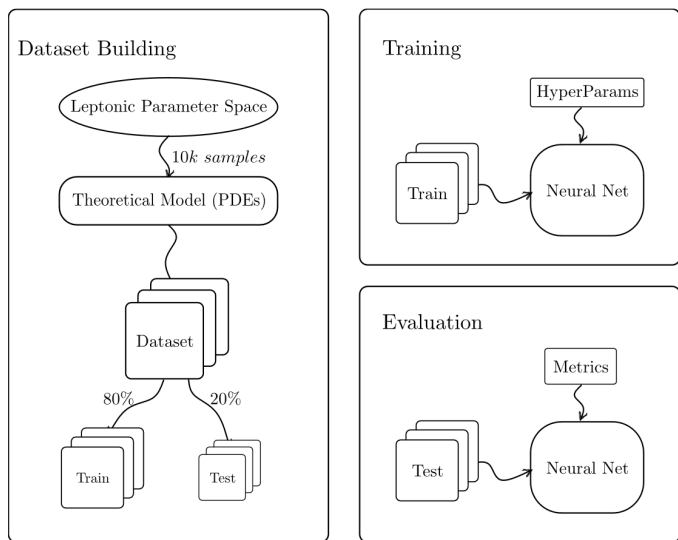 Dataset Building
Leptonic Parameter Space
10k samples
Theoretical Model (PDEs)
Dataset
80%
20%
Train
Test
Training
HyperParams
Train
Neural Net
Evaluation
Metrics
Test
Neural Net